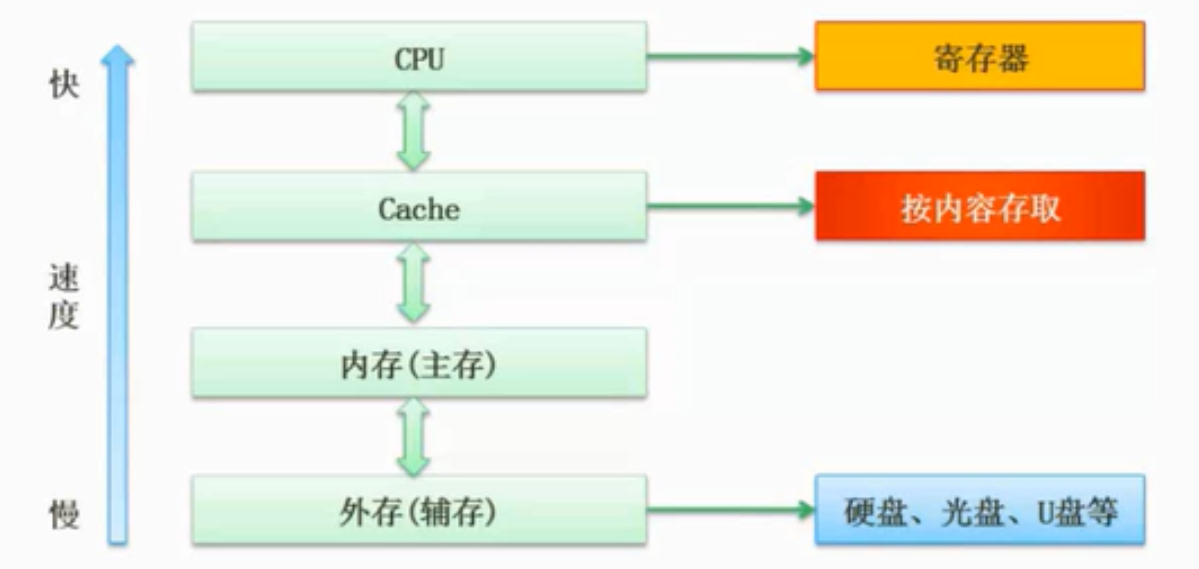 快
CPU
寄存器
Cache
按内容存取
速
度
内存(主存)
慢
外存(辅存)
硬盘、光盘、U盘等